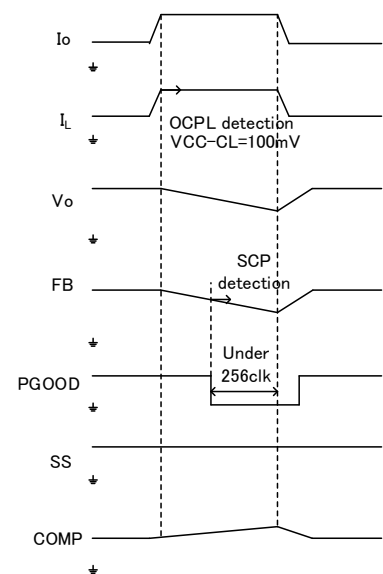 Io
IL
OCPL detection
VCC-CL=100mV
Vo
SCP
detection
FB
Under
256clk
PGOOD
SS
COMP